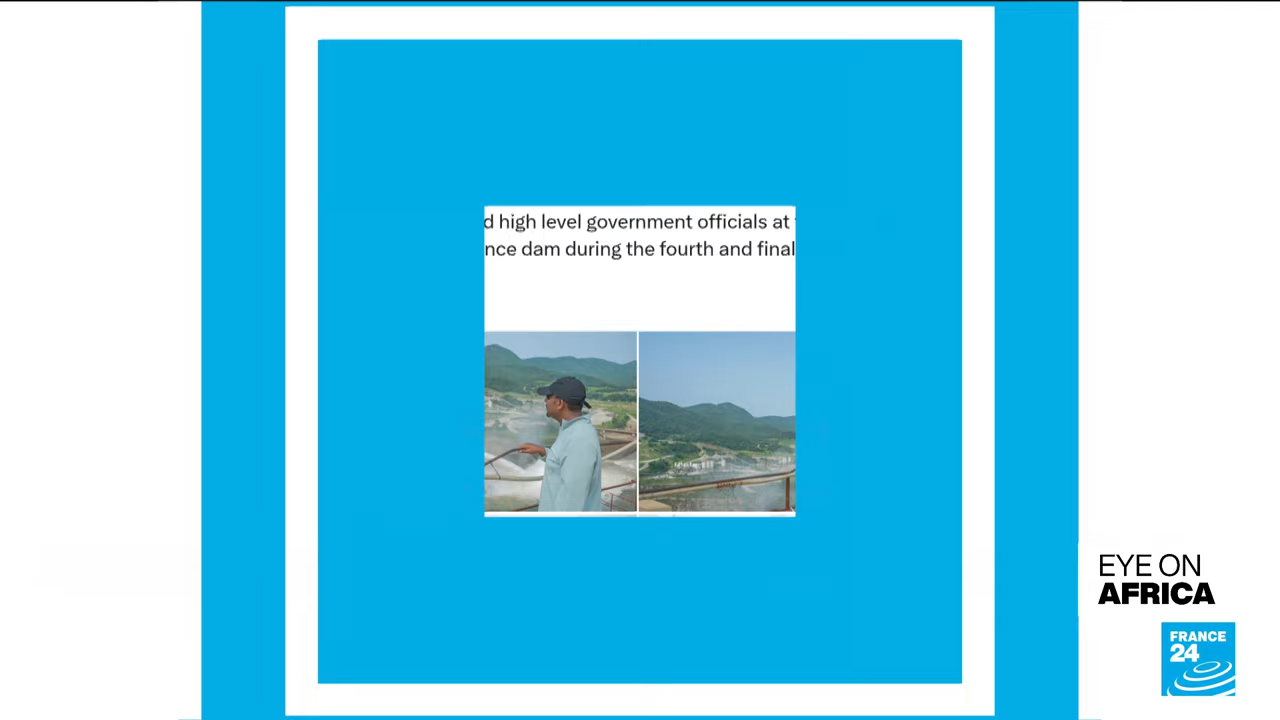 d high level government officials at
nce dam during the fourth and final
EYE ON
AFRICA
FRANCE
24